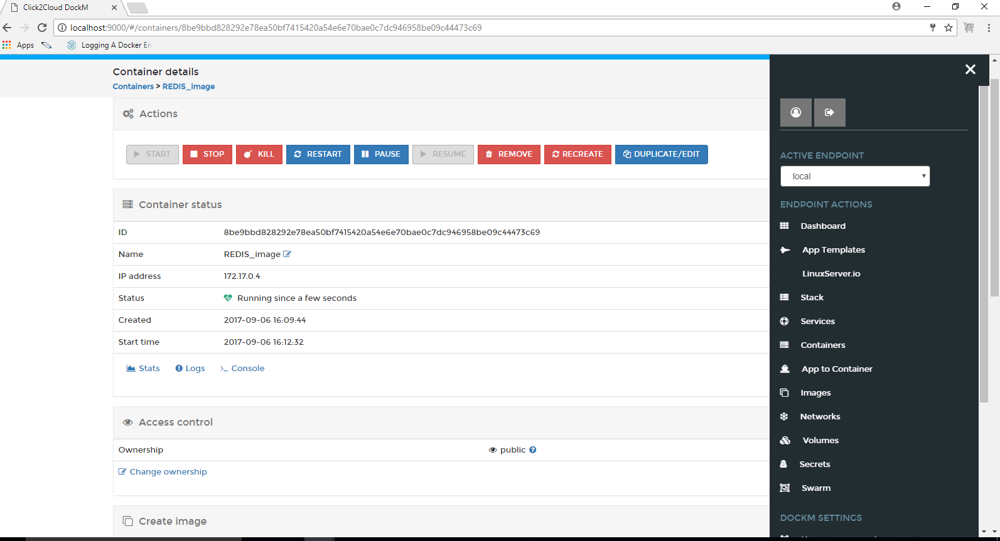 Click2Cloud DockM
localhost:9000/#/containers/8be9bbd828292e78ea50bf7415420a54e6e70bae0c7dc946958be09c44473c69
Apps
Logging A Docker En
Container details
Containers > REDIS_image
Actions
START
STOP
KILL
RESTART
PAUSE
RESUME
REMOVE
RECREATE
DUPLICATE/EDIT
Container status
ID 8be9bbd828292e78ea50bf7415420a54e6e70bae0c7dc946958be09c44473c69
Name REDIS_image
IP address 172.17.0.4
Status Running since a few seconds
Created 2017-09-06 16:09:44
Start time 2017-09-06 16:12:32
Stats Logs >_ Console
Access control
Ownership public
Change ownership
Create image
ACTIVE ENDPOINT
local
ENDPOINT ACTIONS
Dashboard
App Templates
LinuxServer.io
Stack
Services
Containers
App to Container
Images
Networks
Volumes
Secrets
Swarm
DOCKM SETTINGS